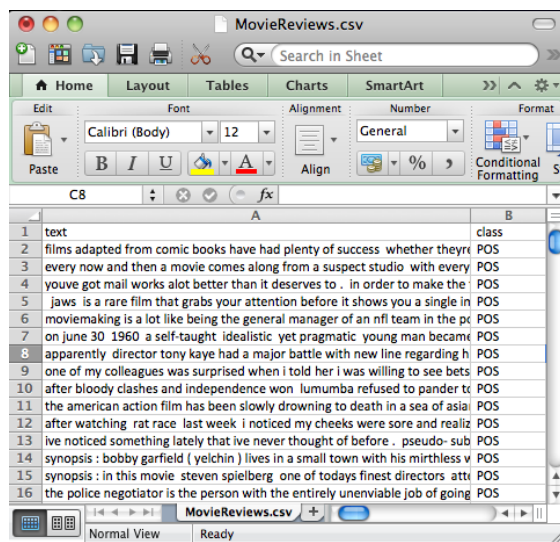 MovieReviews.csv
Search in Sheet
Home Layout Tables Charts SmartArt
Edit Font Alignment Number Format
Calibri (Body) 12 General
Paste B I U A Align % Conditional Formatting
C8 fx
A B
1 text class
2 films adapted from comic books have had plenty of success whether theyre POS
3 every now and then a movie comes along from a suspect studio with every POS
4 youve got mail works alot better than it deserves to . in order to make the POS
5 jaws is a rare film that grabs your attention before it shows you a single in POS
6 moviemaking is a lot like being the general manager of an nfl team in the po POS
7 on june 30 1960 a self-taught idealistic yet pragmatic young man became POS
8 apparently director tony kaye had a major battle with new line regarding h POS
9 one of my colleagues was surprised when i told her i was willing to see bets POS
10 after bloody clashes and independence won lumumba refused to pander to POS
11 the american action film has been slowly drowning to death in a sea of asia POS
12 after watching rat race last week i noticed my cheeks were sore and realiz POS
13 ive noticed something lately that ive never thought of before . pseudo- sub POS
14 synopsis : bobby garfield ( yelchin ) lives in a small town with his mirthless w POS
15 synopsis : in this movie steven spielberg one of todays finest directors atte POS
16 the police negotiator is the person with the entirely unenviable job of going POS
MovieReviews.csv
Normal View Ready